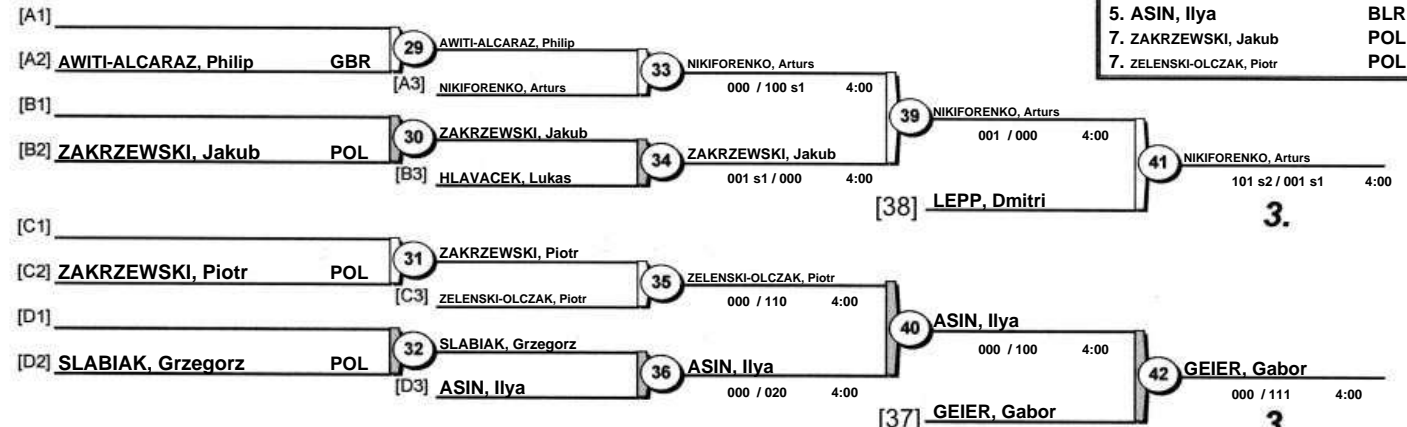 5. ASIN, Ilya BLR
7. ZAKRZEWSKI, Jakub POL
7. ZELENSKI-OLCZAK, Piotr POL
[A1]
[A2] AWITI-ALCARAZ, Philip GBR
29
AWITI-ALCARAZ, Philip
[A3] NIKIFORENKO, Arturs
33
NIKIFORENKO, Arturs
000 / 100 s1 4:00
[B1]
[B2] ZAKRZEWSKI, Jakub POL
30
ZAKRZEWSKI, Jakub
[B3] HLAVACEK, Lukas
34
ZAKRZEWSKI, Jakub
001 s1 / 000 4:00
39
NIKIFORENKO, Arturs
001 / 000 4:00
[38] LEPP, Dmitri
41
NIKIFORENKO, Arturs
101 s2 / 001 s1 4:00
3.
[C1]
[C2] ZAKRZEWSKI, Piotr POL
31
ZAKRZEWSKI, Piotr
[C3] ZELENSKI-OLCZAK, Piotr
35
ZELENSKI-OLCZAK, Piotr
000 / 110 4:00
[D1]
[D2] SLABIAK, Grzegorz POL
32
SLABIAK, Grzegorz
[D3] ASIN, Ilya
36
ASIN, Ilya
000 / 020 4:00
40
ASIN, Ilya
000 / 100 4:00
[37] GEIER, Gabor
42
GEIER, Gabor
000 / 111 4:00
3